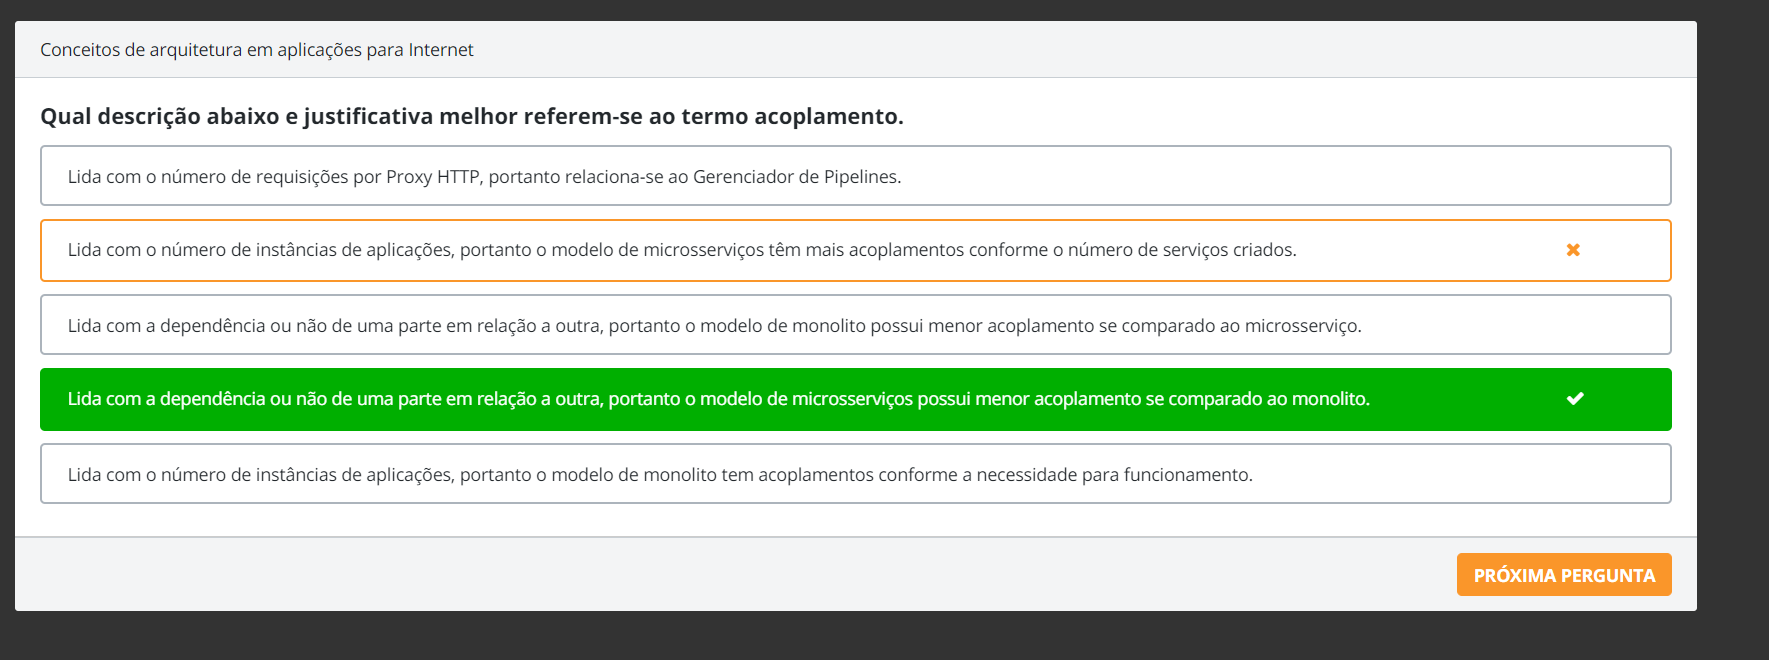 Conceitos de arquitetura em aplicações para Internet
Qual descrição abaixo e justificativa melhor referem-se ao termo acoplamento.
Lida com o número de requisições por Proxy HTTP, portanto relaciona-se ao Gerenciador de Pipelines.
Lida com o número de instâncias de aplicações, portanto o modelo de microsserviços têm mais acoplamentos conforme o número de serviços criados.
Lida com a dependência ou não de uma parte em relação a outra, portanto o modelo de monolito possui menor acoplamento se comparado ao microsserviço.
Lida com a dependência ou não de uma parte em relação a outra, portanto o modelo de microsserviços possui menor acoplamento se comparado ao monolito.
Lida com o número de instâncias de aplicações, portanto o modelo de monolito tem acoplamentos conforme a necessidade para funcionamento.
PRÓXIMA PERGUNTA